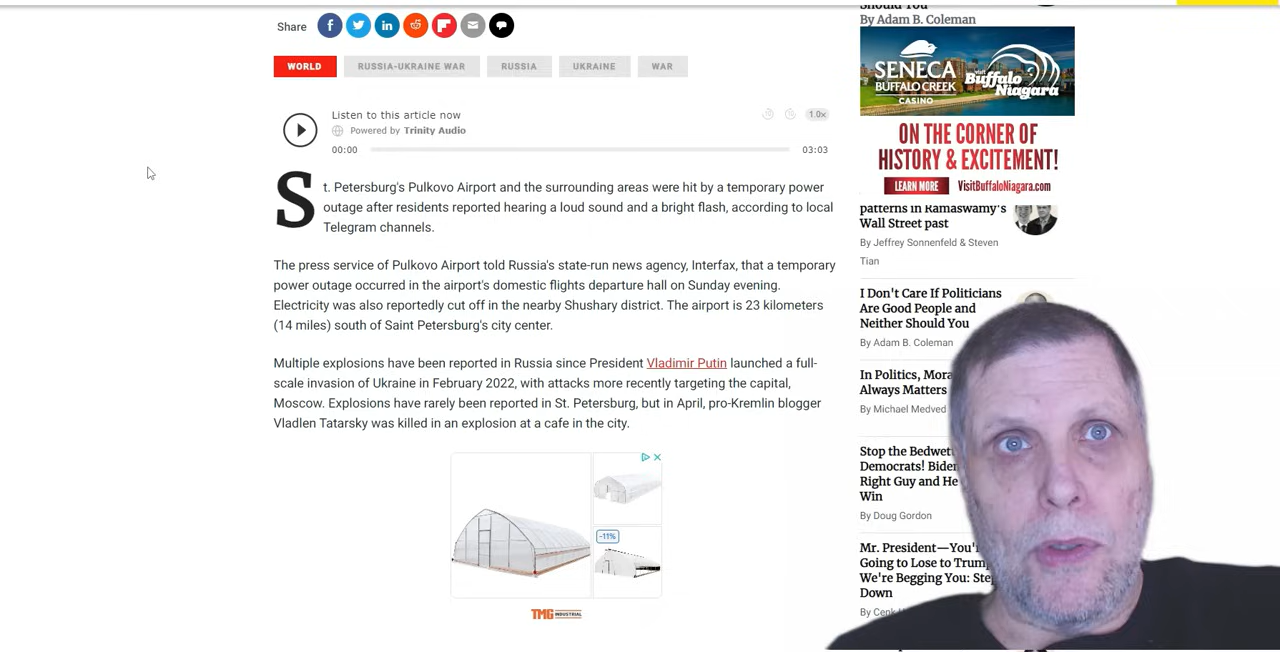 Should You
By Adam B. Coleman
Share
WORLD
RUSSIA-UKRAINE WAR
RUSSIA
UKRAINE
WAR
Listen to this article now
Powered by Trinity Audio
1.0x
00:00
03:03
St. Petersburg's Pulkovo Airport and the surrounding areas were hit by a temporary power
outage after residents reported hearing a loud sound and a bright flash, according to local
Telegram channels.
The press service of Pulkovo Airport told Russia's state-run news agency, Interfax, that a temporary
power outage occurred in the airport's domestic flights departure hall on Sunday evening.
Electricity was also reportedly cut off in the nearby Shushary district. The airport is 23 kilometers
(14 miles) south of Saint Petersburg's city center.
Multiple explosions have been reported in Russia since President Vladimir Putin launched a full-
scale invasion of Ukraine in February 2022, with attacks more recently targeting the capital,
Moscow. Explosions have rarely been reported in St. Petersburg, but in April, pro-Kremlin blogger
Vladlen Tatarsky was killed in an explosion at a cafe in the city.
-11%
TMG INDUSTRIAL
SENECA
BUFFALO CREEK
CASINO
visit
Buffalo
Niagara
ON THE CORNER OF
HISTORY & EXCITEMENT!
LEARN MORE
VisitBuffaloNiagara.com
patterns in Ramaswamy's
Wall Street past
By Jeffrey Sonnenfeld & Steven
Tian
I Don't Care If Politicians
Are Good People and
Neither Should You
By Adam B. Coleman
In Politics, Mora
Always Matters
By Michael Medved
Stop the Bedwet
Democrats! Biden
Right Guy and He
Win
By Doug Gordon
Mr. President—You'
Going to Lose to Trum
We're Begging You: Ste
Down
By Cenk